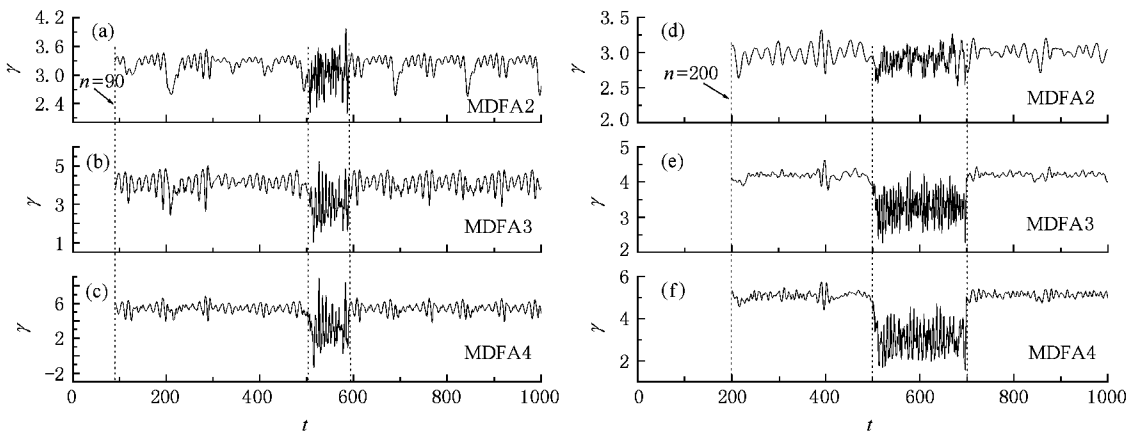 (a)
4.2
3.6
3.0
2.4
γ
n=90
MDFA2
(b)
5
3
1
γ
MDFA3
(c)
6
2
-2
γ
MDFA4
0 200 400 600 800 1000
t
(d)
3.5
3.0
2.5
2.0
γ
n=200
MDFA2
(e)
5
4
3
2
γ
MDFA3
(f)
6
4
2
γ
MDFA4
0 200 400 600 800 1000
t